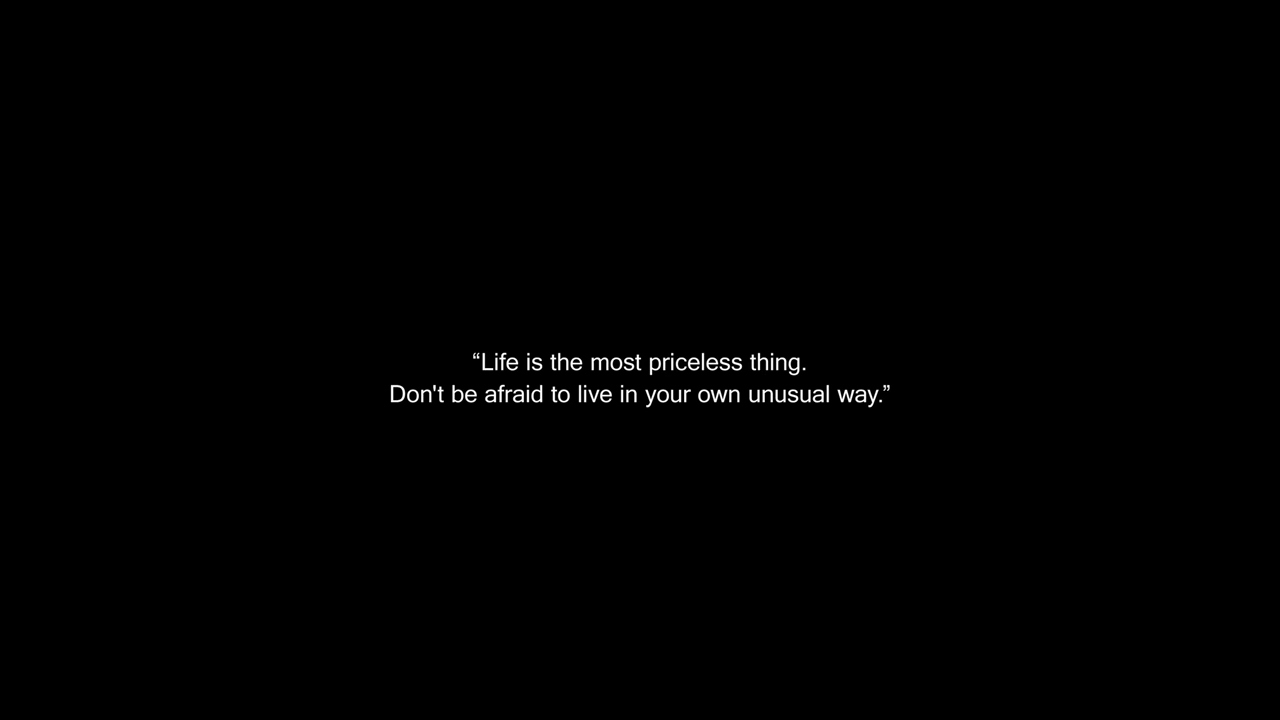 “Life is the most priceless thing.
Don't be afraid to live in your own unusual way.”